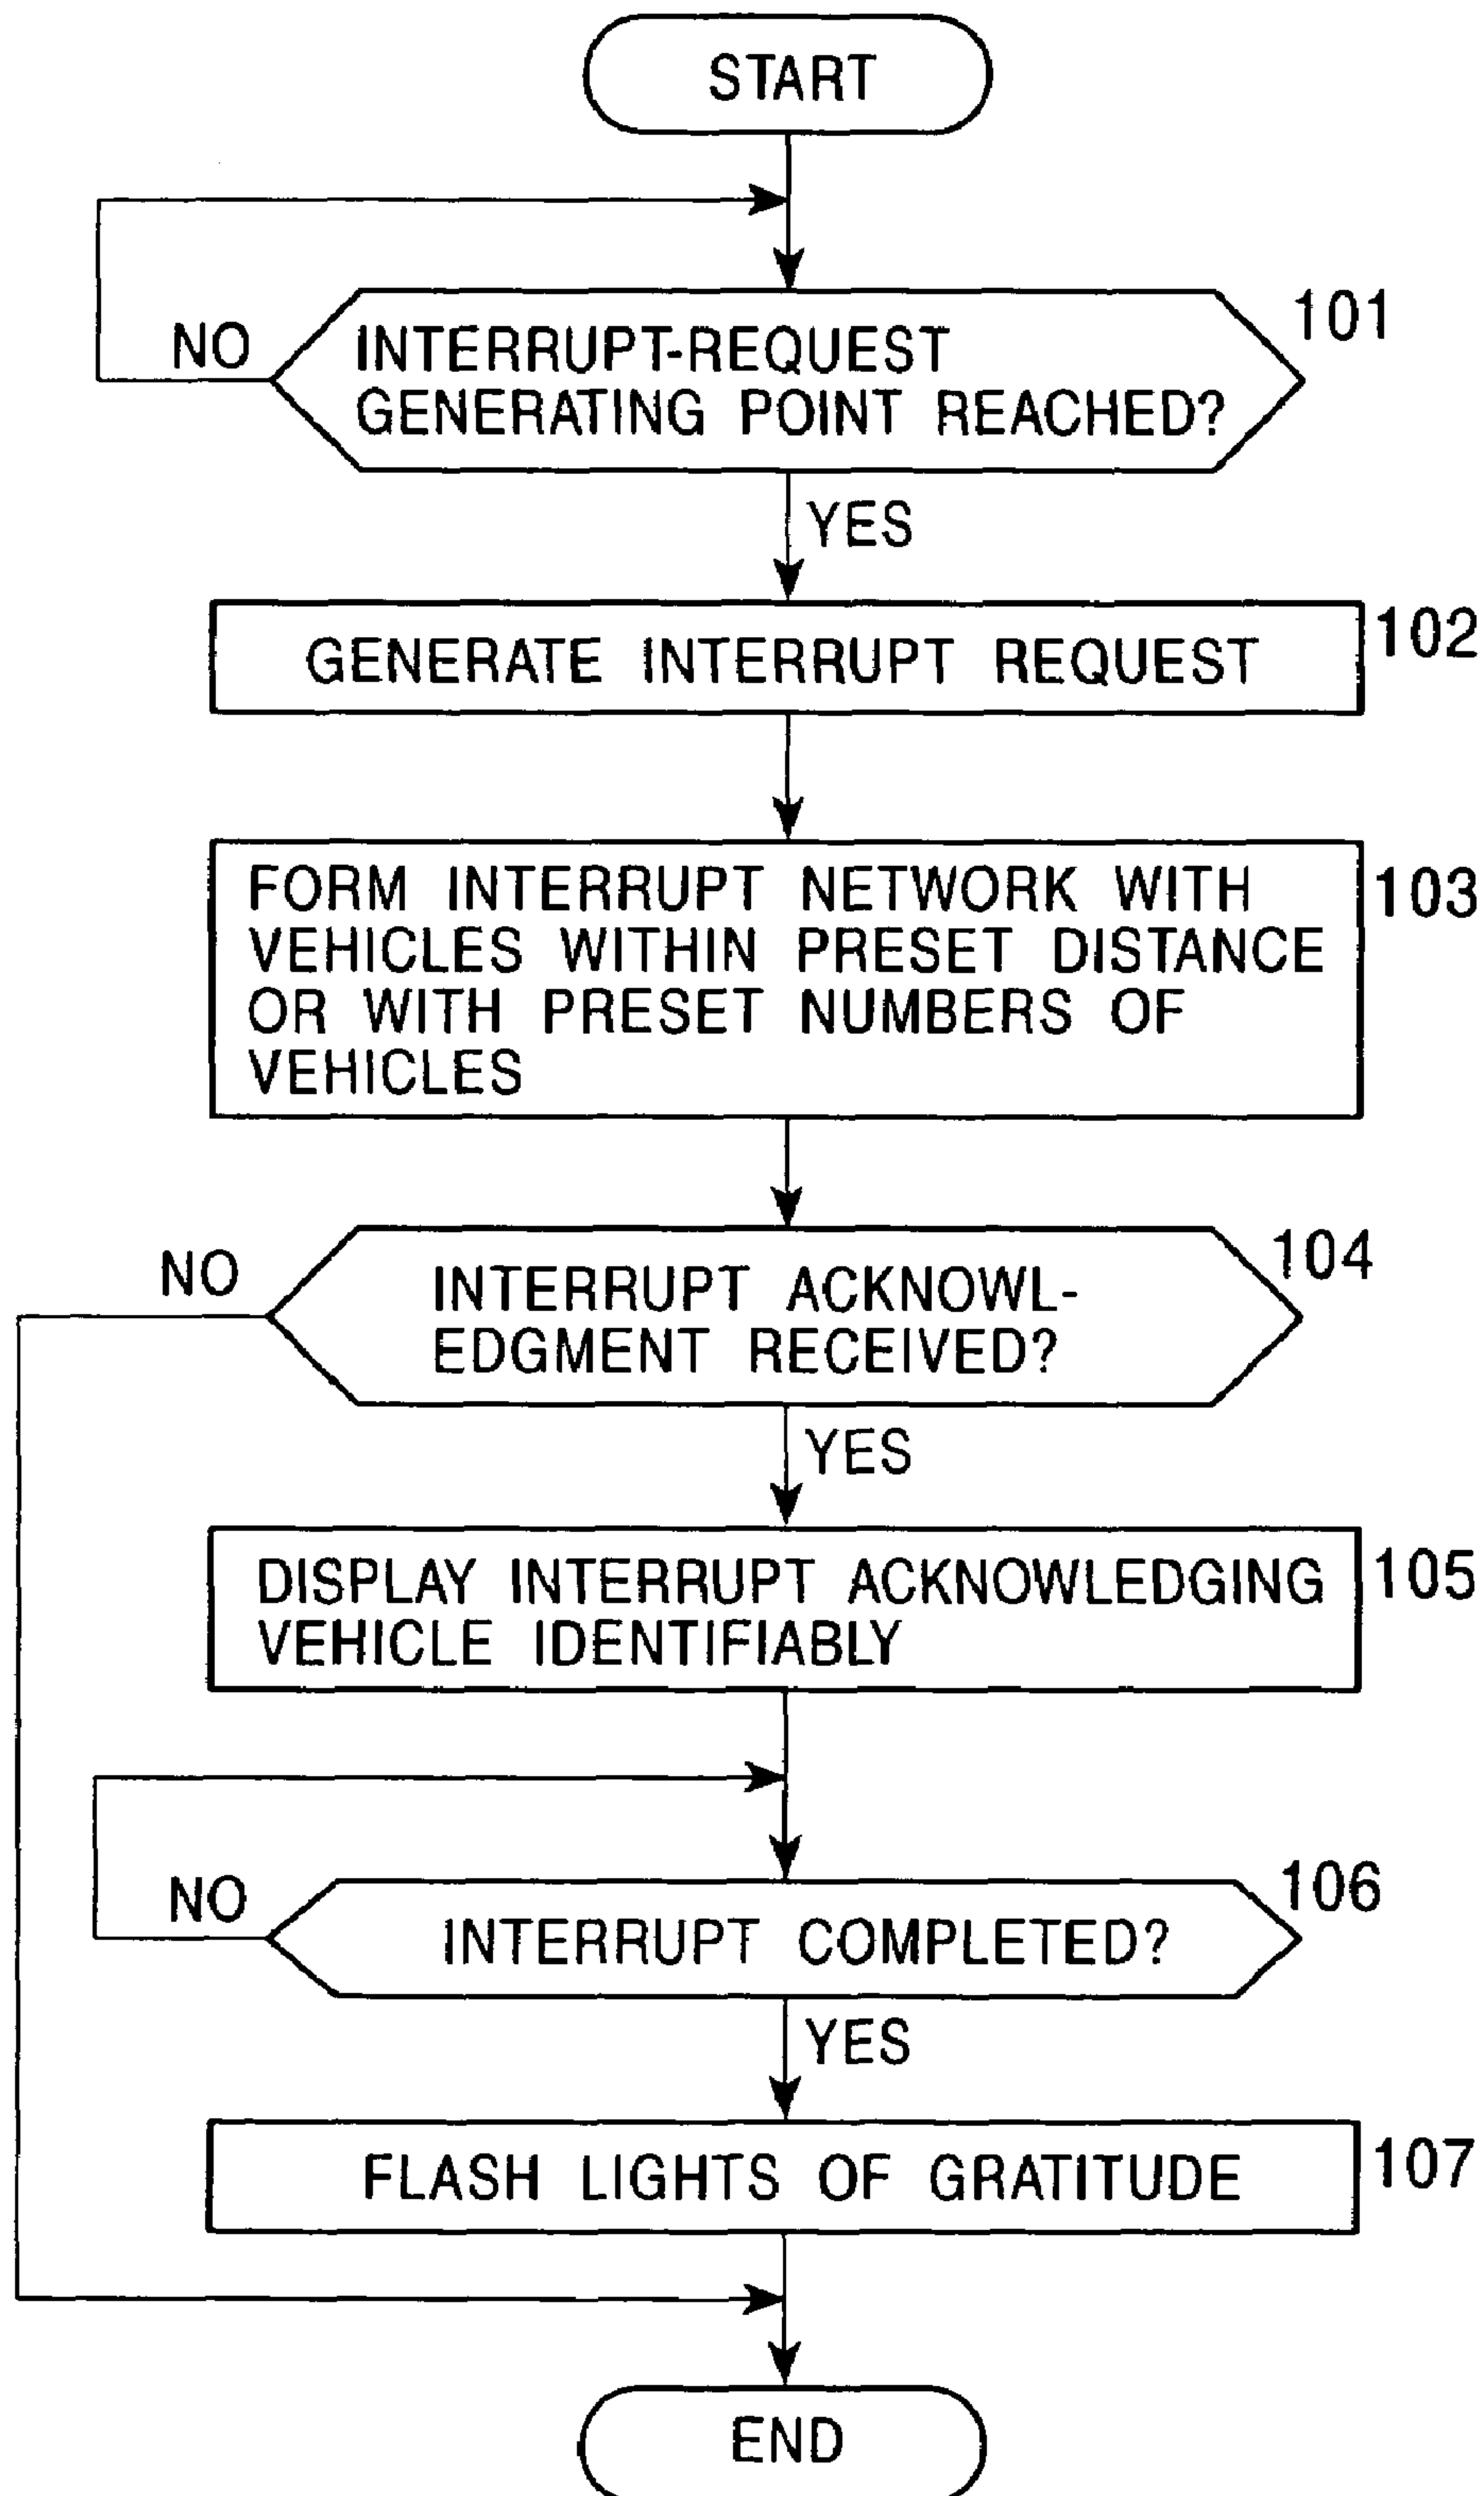 START
101
NO
INTERRUPT-REQUEST
GENERATING POINT REACHED?
YES
102
GENERATE INTERRUPT REQUEST
103
FORM INTERRUPT NETWORK WITH
VEHICLES WITHIN PRESET DISTANCE
OR WITH PRESET NUMBERS OF
VEHICLES
104
NO
INTERRUPT ACKNOWL-
EDGMENT RECEIVED?
YES
105
DISPLAY INTERRUPT ACKNOWLEDGING
VEHICLE IDENTIFIABLY
106
NO
INTERRUPT COMPLETED?
YES
107
FLASH LIGHTS OF GRATITUDE
END